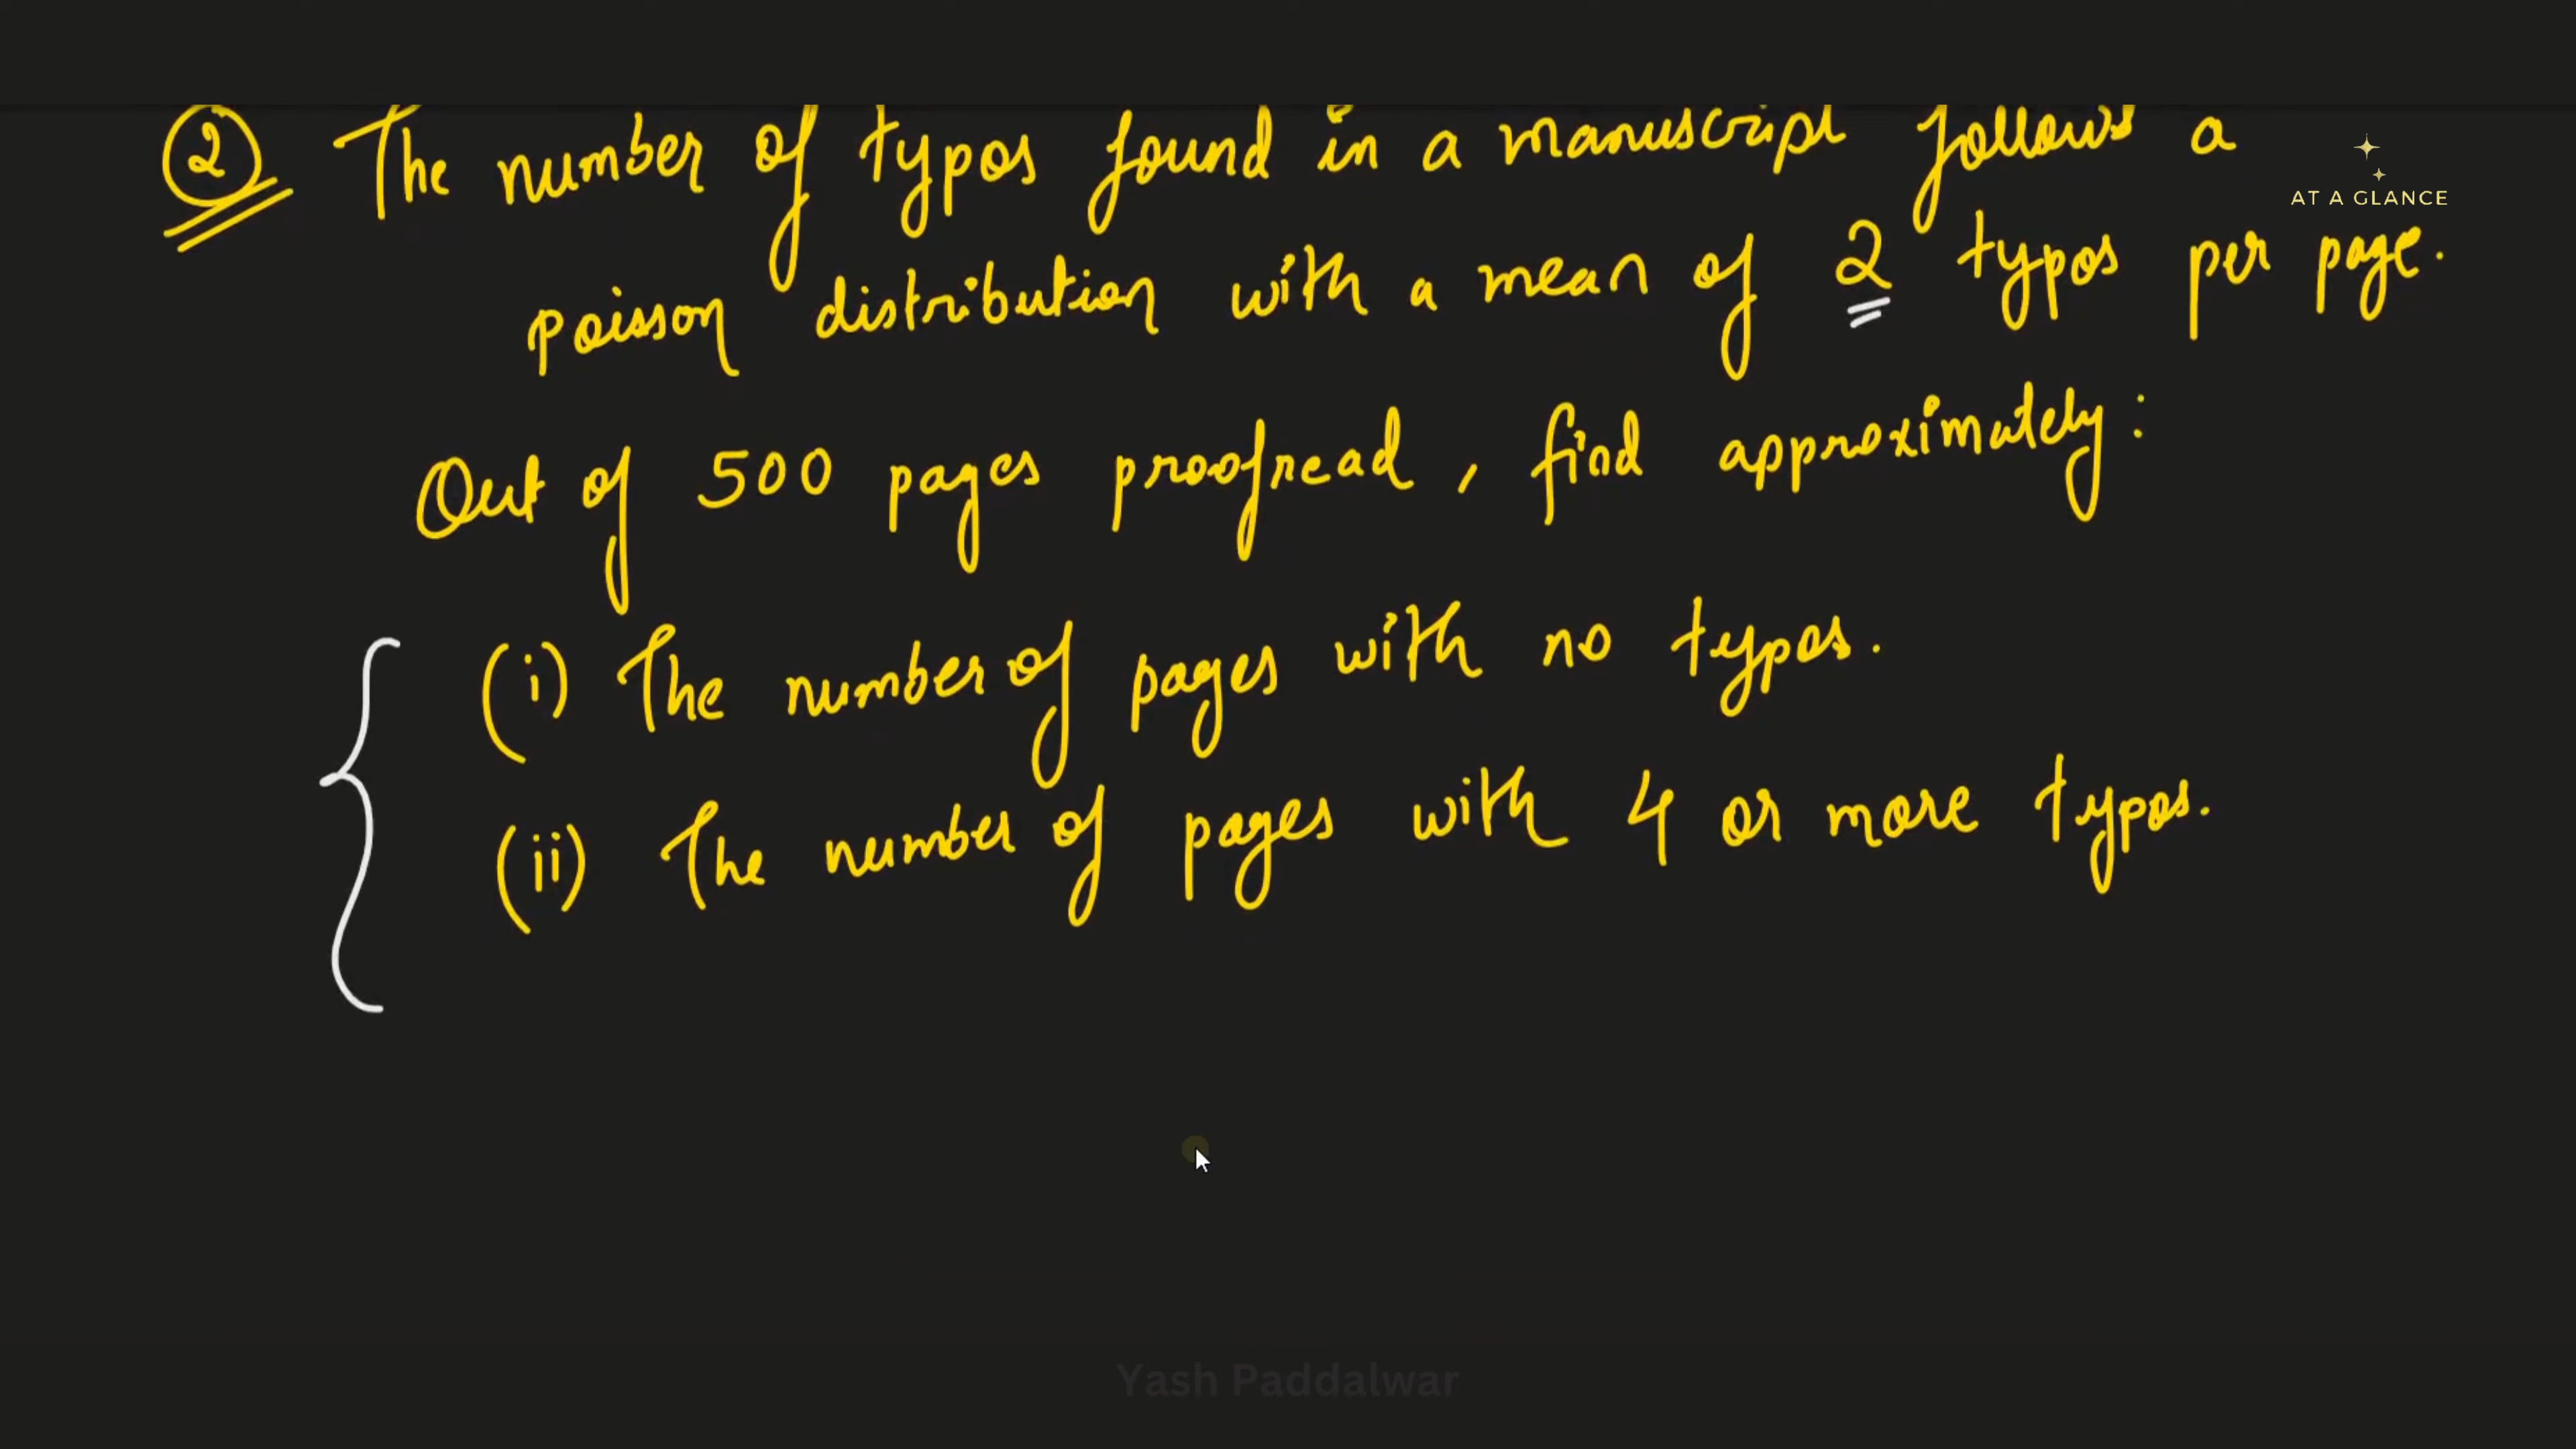 ② The number of typos found in a manuscript follows a
AT A GLANCE
poisson distribution with a mean of 2 typos per page.
Out of 500 pages proofread, find approximately:
(i) The number of pages with no typos.
(ii) The number of pages with 4 or more typos.
Yash Paddalwar